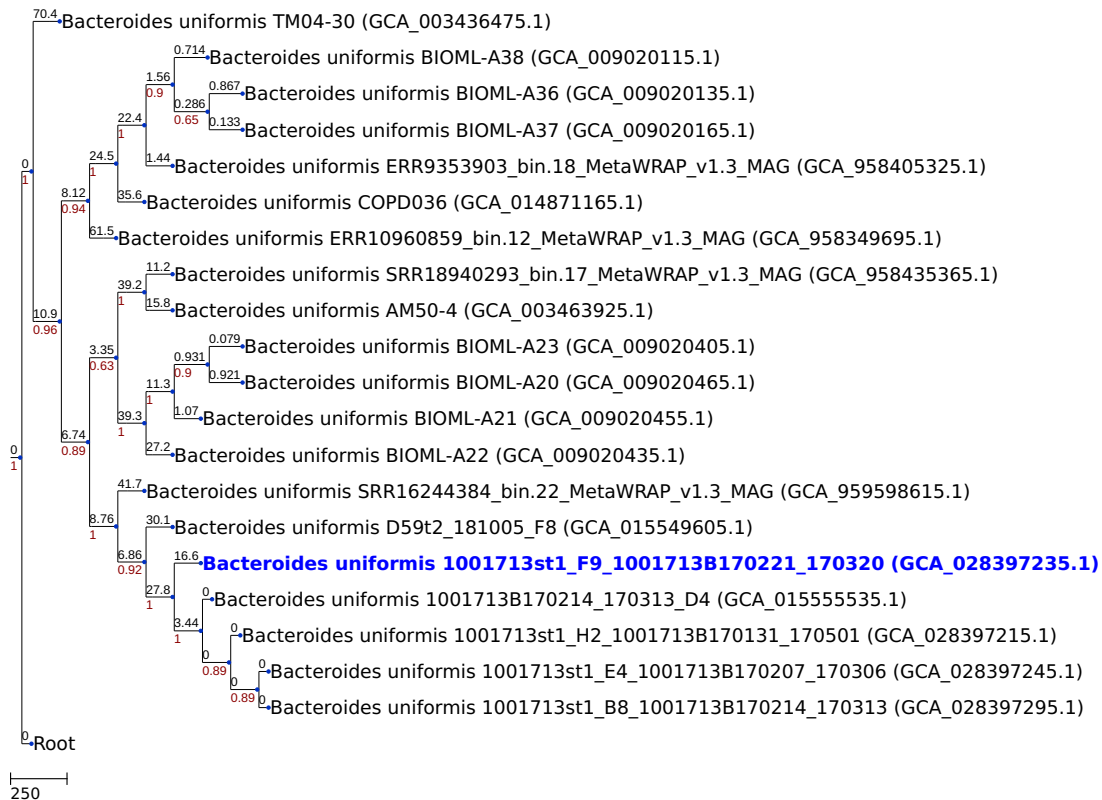 70.4 Bacteroides uniformis TM04-30 (GCA_003436475.1)
0.714 Bacteroides uniformis BIOML-A38 (GCA_009020115.1)
1.56
0.9
0.867 Bacteroides uniformis BIOML-A36 (GCA_009020135.1)
0.286
0.65
22.4
1
0.133 Bacteroides uniformis BIOML-A37 (GCA_009020165.1)
24.5
1
1.44 Bacteroides uniformis ERR9353903_bin.18_MetaWRAP_v1.3_MAG (GCA_958405325.1)
0
1
8.12
0.94
35.6 Bacteroides uniformis COPD036 (GCA_014871165.1)
61.5 Bacteroides uniformis ERR10960859_bin.12_MetaWRAP_v1.3_MAG (GCA_958349695.1)
11.2 Bacteroides uniformis SRR18940293_bin.17_MetaWRAP_v1.3_MAG (GCA_958435365.1)
39.2
1
15.8 Bacteroides uniformis AM50-4 (GCA_003463925.1)
10.9
0.96
0.079 Bacteroides uniformis BIOML-A23 (GCA_009020405.1)
3.35
0.63
0.931
0.9
0.921 Bacteroides uniformis BIOML-A20 (GCA_009020465.1)
11.3
1
1.07 Bacteroides uniformis BIOML-A21 (GCA_009020455.1)
39.3
1
6.74
0.89
27.2 Bacteroides uniformis BIOML-A22 (GCA_009020435.1)
0
1
41.7 Bacteroides uniformis SRR16244384_bin.22_MetaWRAP_v1.3_MAG (GCA_959598615.1)
8.76
1
30.1 Bacteroides uniformis D59t2_181005_F8 (GCA_015549605.1)
6.86
0.92
16.6 Bacteroides uniformis 1001713st1_F9_1001713B170221_170320 (GCA_028397235.1)
27.8
1
0 Bacteroides uniformis 1001713B170214_170313_D4 (GCA_015555535.1)
3.44
1
0 Bacteroides uniformis 1001713st1_H2_1001713B170131_170501 (GCA_028397215.1)
0
0.89
0 Bacteroides uniformis 1001713st1_E4_1001713B170207_170306 (GCA_028397245.1)
0
0.89
0 Bacteroides uniformis 1001713st1_B8_1001713B170214_170313 (GCA_028397295.1)
0 Root
250